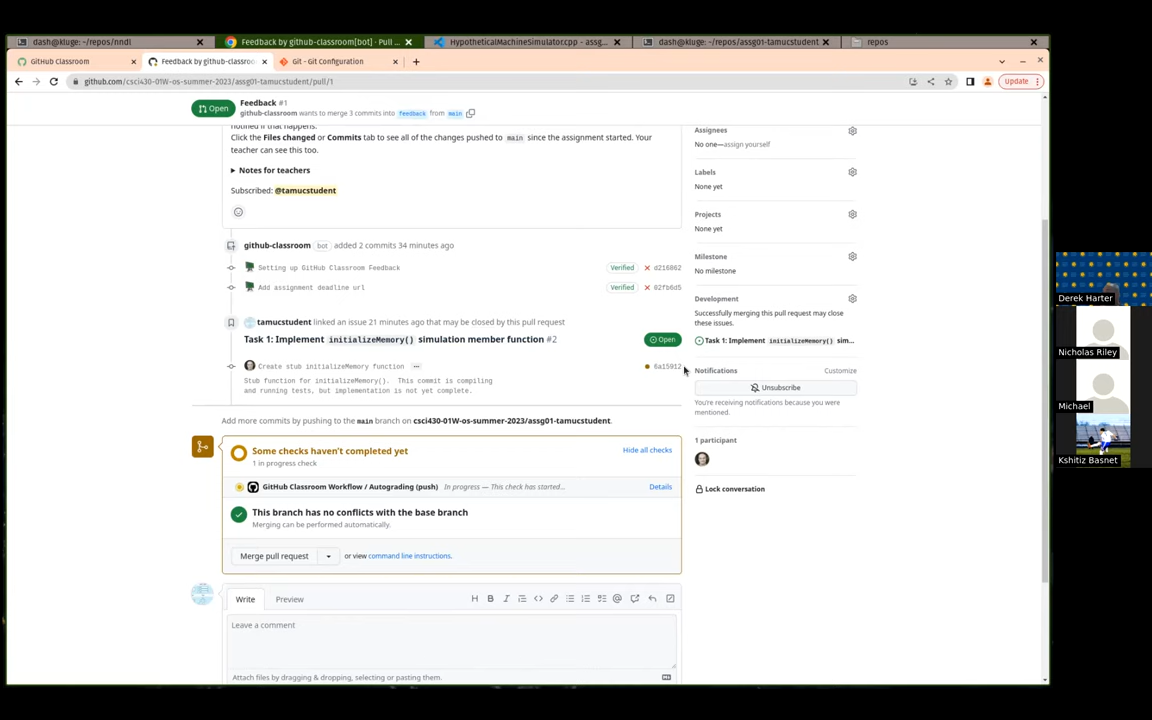 dash@kluge: ~/repos/nndl
Feedback by github-classroom[bot] · Pull ...
HypotheticalMachineSimulator.cpp - assg...
dash@kluge: ~/repos/assg01-tamucstudent
repos
GitHub Classroom
Feedback by github-classroom
Git - Git Configuration
github.com/csci430-01W-os-summer-2023/assg01-tamucstudent/pull/1
Update
Open
Feedback #1
github-classroom wants to merge 3 commits into feedback from main
notified if that happens.
Click the Files changed or Commits tab to see all of the changes pushed to main since the assignment started. Your
teacher can see this too.
Notes for teachers
Subscribed: @tamucstudent
github-classroom bot added 2 commits 34 minutes ago
Setting up GitHub Classroom Feedback Verified d216862
Add assignment deadline url Verified 02fb6d5
tamucstudent linked an issue 21 minutes ago that may be closed by this pull request
Task 1: Implement initializeMemory() simulation member function #2 Open
Create stub initializeMemory function ... 6a15912
Stub function for initializeMemory(). This commit is compiling
and running tests, but implementation is not yet complete.
Add more commits by pushing to the main branch on csci430-01W-os-summer-2023/assg01-tamucstudent.
Some checks haven't completed yet
1 in progress check
Hide all checks
GitHub Classroom Workflow / Autograding (push) In progress — This check has started... Details
This branch has no conflicts with the base branch
Merging can be performed automatically.
Merge pull request or view command line instructions.
Write Preview
Leave a comment
Attach files by dragging & dropping, selecting or pasting them.
Assignees
No one—assign yourself
Labels
None yet
Projects
None yet
Milestone
No milestone
Development
Successfully merging this pull request may close
these issues.
Task 1: Implement initializeMemory() sim...
Notifications Customize
Unsubscribe
You're receiving notifications because you were
mentioned.
1 participant
Lock conversation
Derek Harter
Nicholas Riley
Michael
Kshitiz Basnet